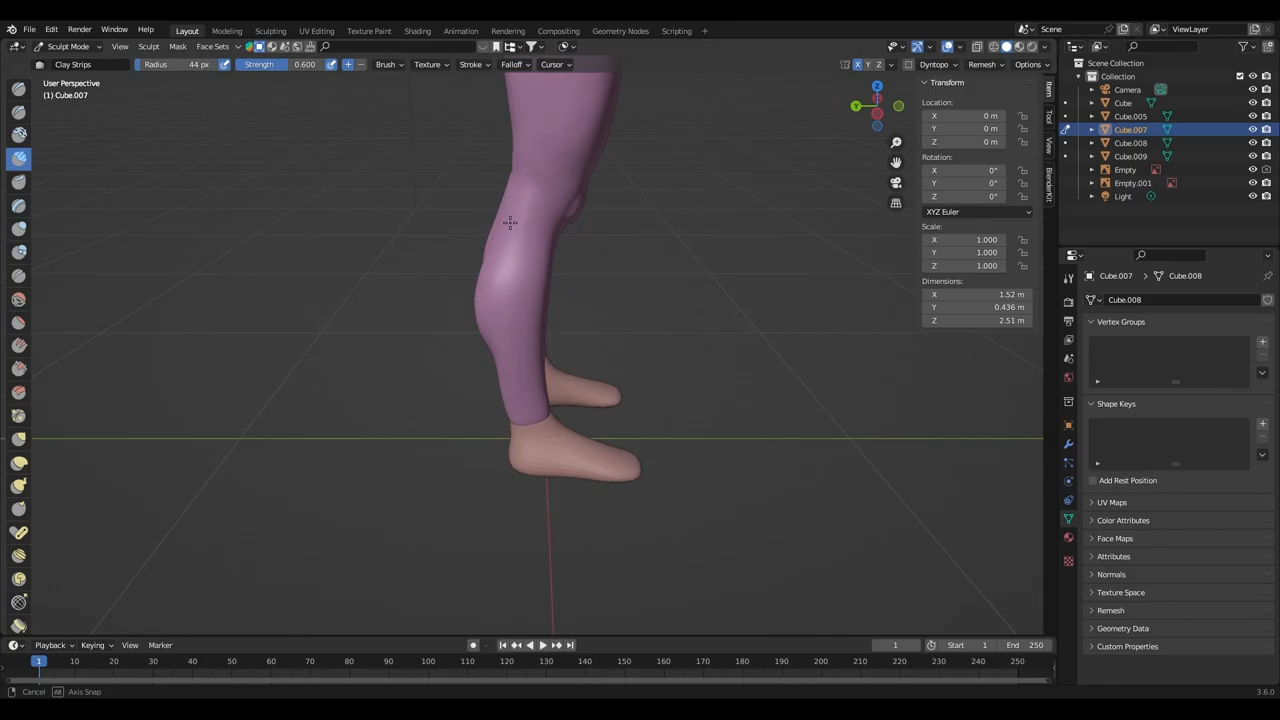 File Edit Render Window Help Layout Modeling Sculpting UV Editing Texture Paint Shading Animation Rendering Compositing Geometry Nodes Scripting Scene ViewLayer
Sculpt Mode View Sculpt Mask Face Sets
Clay Strips Radius 44 px Strength 0.600 Brush Texture Stroke Falloff Cursor X Y Z Dyntopo Remesh Options
User Perspective
(1) Cube.007
Transform
Location:
X 0 m
Y 0 m
Z 0 m
Rotation:
X 0°
Y 0°
Z 0°
XYZ Euler
Scale:
X 1.000
Y 1.000
Z 1.000
Dimensions:
X 1.52 m
Y 0.436 m
Z 2.51 m
Z
Y
Item
Tool
View
BlenderKit
Scene Collection
Collection
Camera
Cube
Cube.005
Cube.007
Cube.008
Cube.009
Empty
Empty.001
Light
Cube.007 Cube.008
Cube.008
Vertex Groups
Shape Keys
Add Rest Position
UV Maps
Color Attributes
Face Maps
Attributes
Normals
Texture Space
Remesh
Geometry Data
Custom Properties
Playback Keying View Marker 1 Start 1 End 250
1 10 20 30 40 50 60 70 80 90 100 110 120 130 140 150 160 170 180 190 200 210 220 230 240 250
Cancel Alt Axis Snap 3.6.0